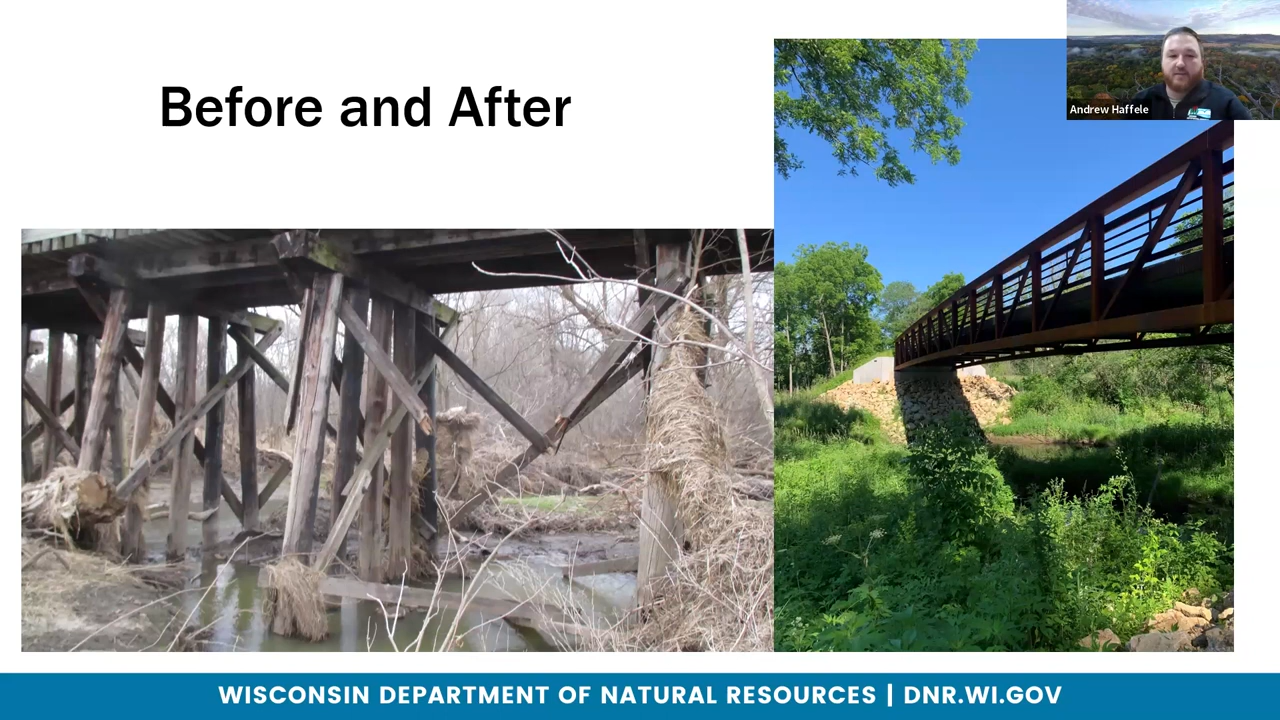 Before and After
Andrew Haffele
WISCONSIN DEPARTMENT OF NATURAL RESOURCES | DNR.WI.GOV